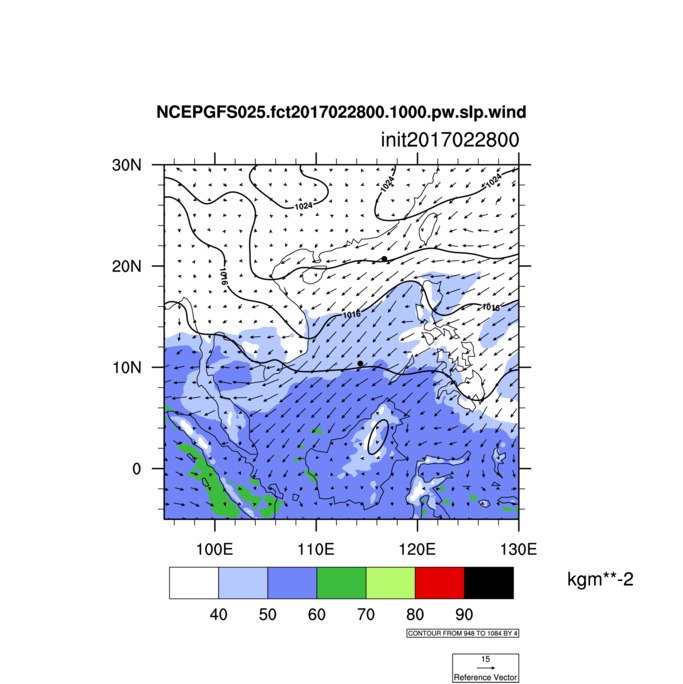 NCEPGFS025.fct2017022800.1000.pw.slp.wind
init2017022800
30N
20N
10N
0
1024
1024
1024
1016
1016
1016
100E 110E 120E 130E
40 50 60 70 80 90
kgm**-2
CONTOUR FROM 948 TO 1084 BY 4
15
Reference Vector